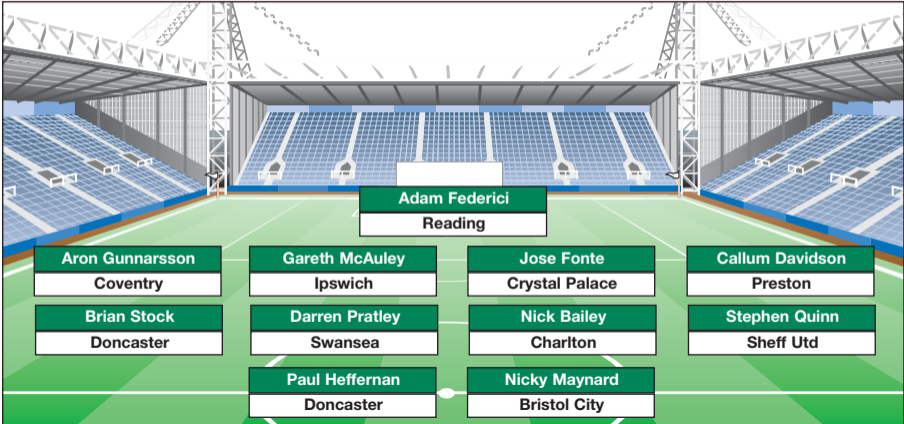 Adam Federici
Reading
Aron Gunnarsson
Coventry
Gareth McAuley
Ipswich
Jose Fonte
Crystal Palace
Callum Davidson
Preston
Brian Stock
Doncaster
Darren Pratley
Swansea
Nick Bailey
Charlton
Stephen Quinn
Sheff Utd
Paul Heffernan
Doncaster
Nicky Maynard
Bristol City